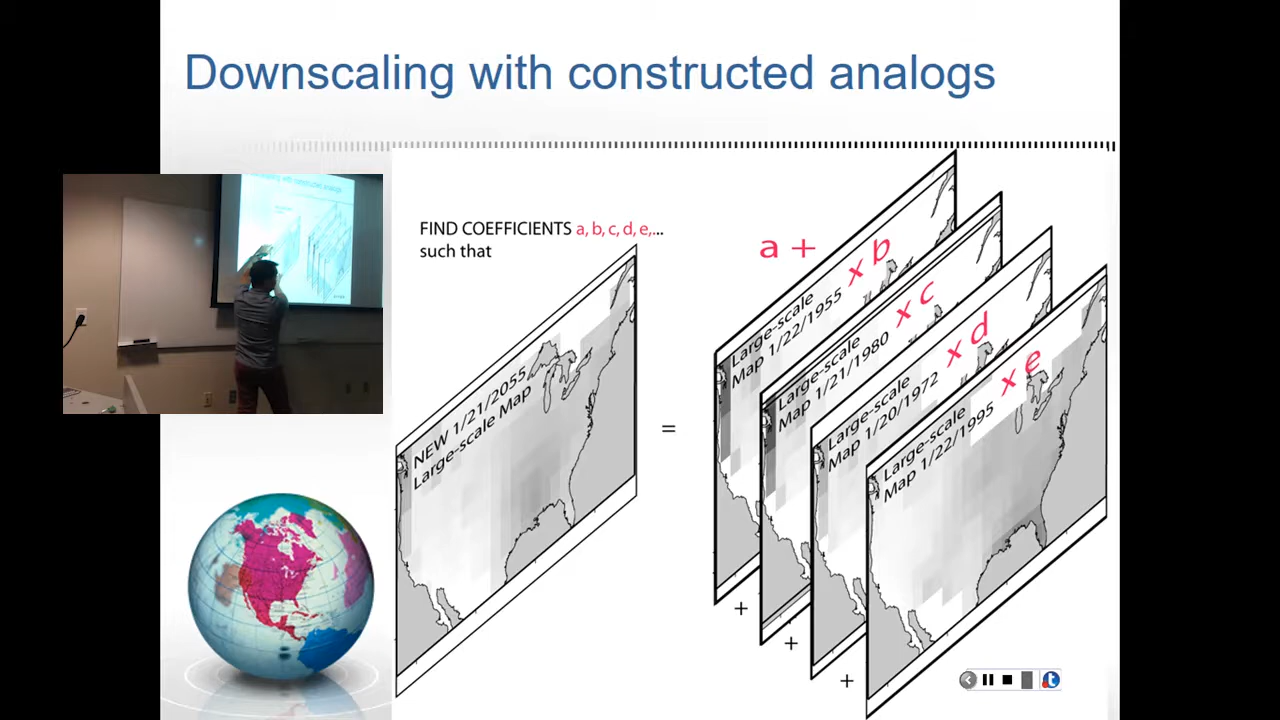 Downscaling with constructed analogs
FIND COEFFICIENTS a, b, c, d, e,...
such that
NEW 1/21/2055
Large-scale Map
=
a +
Large-scale
Map 1/22/1955 x b
+
Large-scale
Map 1/21/1980 x c
+
Large-scale
Map 1/20/1972 x d
+
Large-scale
Map 1/22/1995 x e